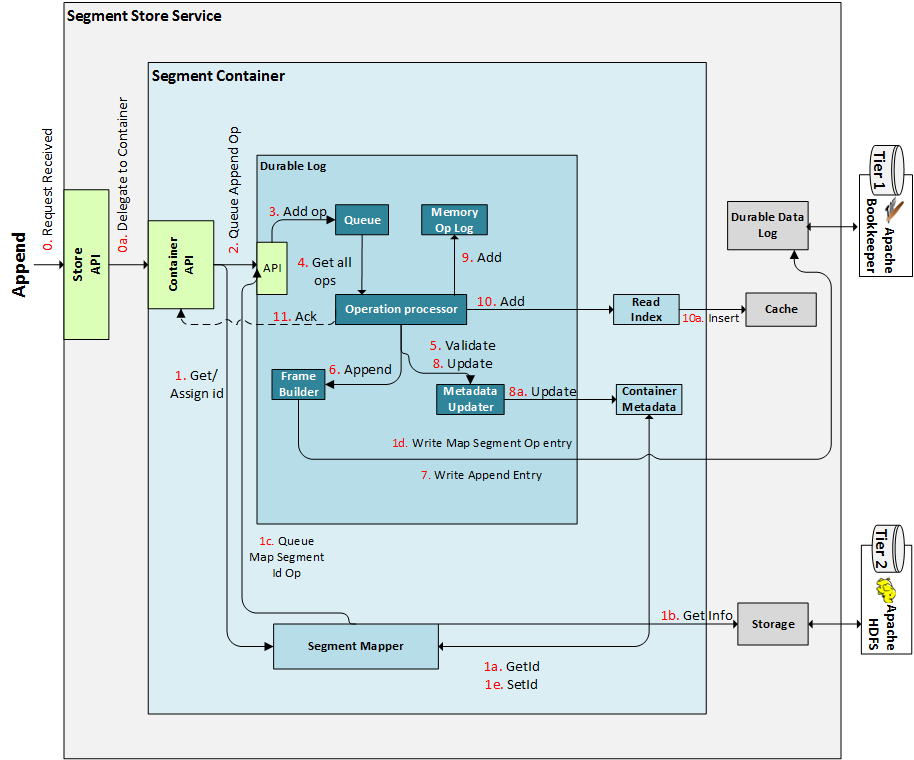 Segment Store Service
Segment Container
Durable Log
Append
0. Request Received
Store
API
0a. Delegate to Container
Container
API
2. Queue Append Op
API
3. Add op
Queue
Memory
Op Log
4. Get all
ops
9. Add
Operation processor
10. Add
Read
Index
10a. Insert
Cache
Durable Data
Log
Tier 1
Apache
Bookkeeper
11. Ack
1. Get/
Assign id
5. Validate
8. Update
6. Append
Frame
Builder
Metadata
Updater
8a. Update
Container
Metadata
1d. Write Map Segment Op entry
7. Write Append Entry
1c. Queue
Map Segment
Id Op
Segment Mapper
1b. Get Info
Storage
1a. GetId
1e. SetId
Tier 2
Apache
HDFS